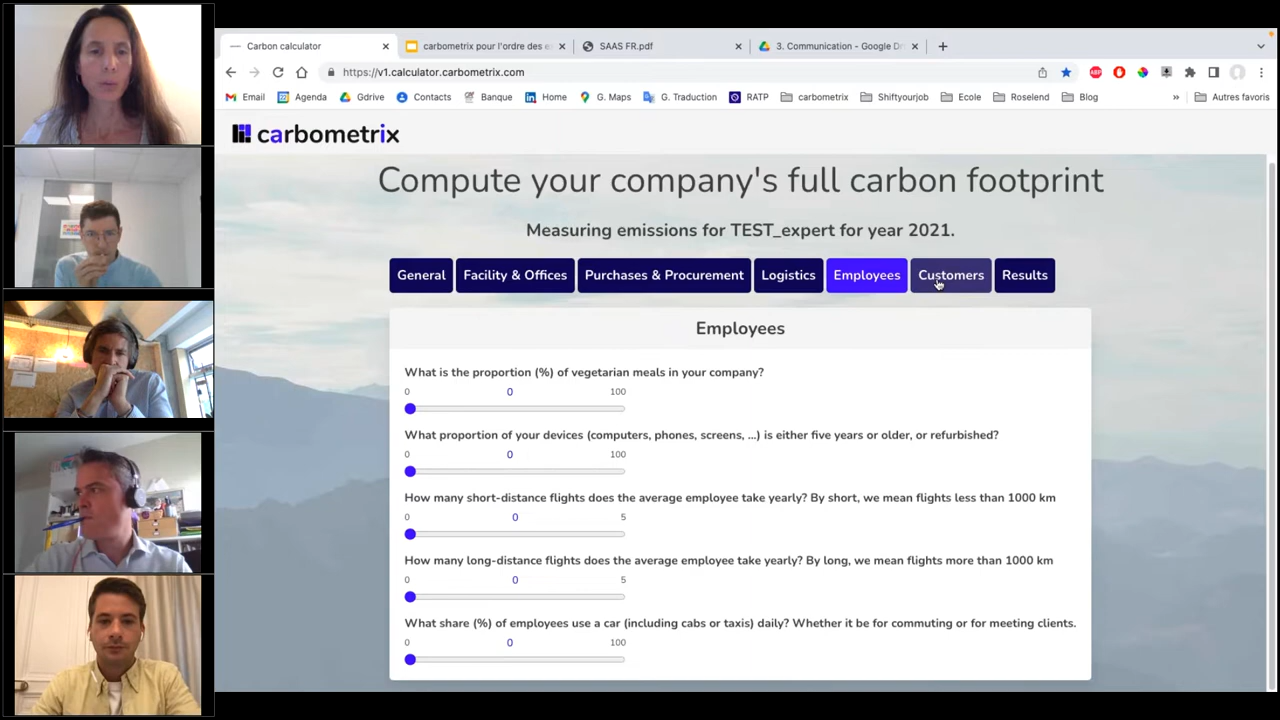 Carbon calculator
carbometrix pour l'ordre des e
SAAS FR.pdf
3. Communication - Google Dr
https://v1.calculator.carbometrix.com
Email
Agenda
Gdrive
Contacts
Banque
Home
G. Maps
G. Traduction
RATP
carbometrix
Shiftyourjob
Ecole
Roselend
Blog
»
Autres favoris
carbometrix
Compute your company's full carbon footprint
Measuring emissions for TEST_expert for year 2021.
General
Facility & Offices
Purchases & Procurement
Logistics
Employees
Customers
Results
Employees
What is the proportion (%) of vegetarian meals in your company?
0 0 100
What proportion of your devices (computers, phones, screens, ...) is either five years or older, or refurbished?
0 0 100
How many short-distance flights does the average employee take yearly? By short, we mean flights less than 1000 km
0 0 5
How many long-distance flights does the average employee take yearly? By long, we mean flights more than 1000 km
0 0 5
What share (%) of employees use a car (including cabs or taxis) daily? Whether it be for commuting or for meeting clients.
0 0 100